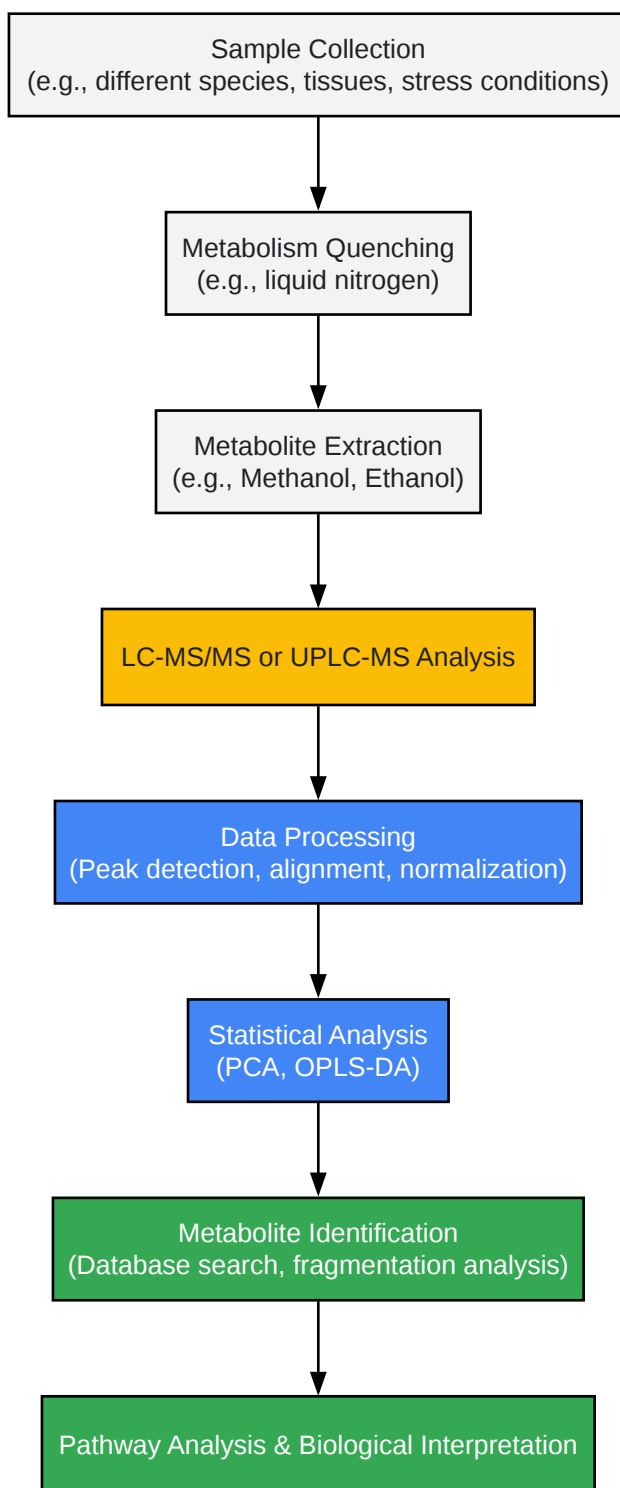 Sample Collection
(e.g., different species, tissues, stress conditions)
Metabolism Quenching
(e.g., liquid nitrogen)
Metabolite Extraction
(e.g., Methanol, Ethanol)
LC-MS/MS or UPLC-MS Analysis
Data Processing
(Peak detection, alignment, normalization)
Statistical Analysis
(PCA, OPLS-DA)
Metabolite Identification
(Database search, fragmentation analysis)
Pathway Analysis & Biological Interpretation